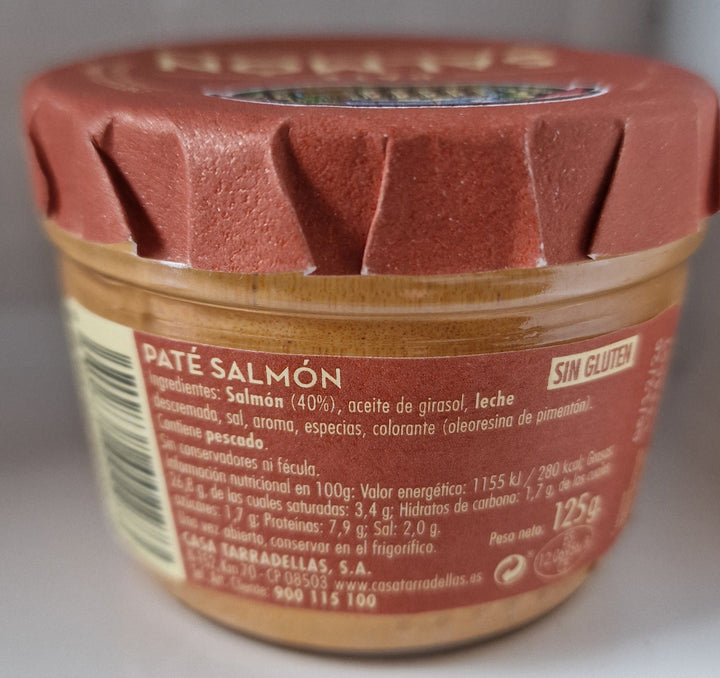 PATÉ SALMÓN
SIN GLUTEN
Ingredientes: Salmón (40%), aceite de girasol, leche
descremada, sal, aroma, especias, colorante (oleoresina de pimentón).
Contiene pescado.
Sin conservadores ni fécula.
Información nutricional en 100g: Valor energético: 1155 kJ / 280 kcal; Grasas:
26,8 g, de las cuales saturadas: 3,4 g; Hidratos de carbono: 1,7 g, de los cuales
azúcares: 1,7 g; Proteínas: 7,9 g; Sal: 2,0 g.
Una vez abierto, conservar en el frigorífico.
Peso neto: 125g
CASA TARRADELLAS, S.A.
Km 70 - CP 08503 www.casatarradellas.es
At. Cliente: 900 115 100